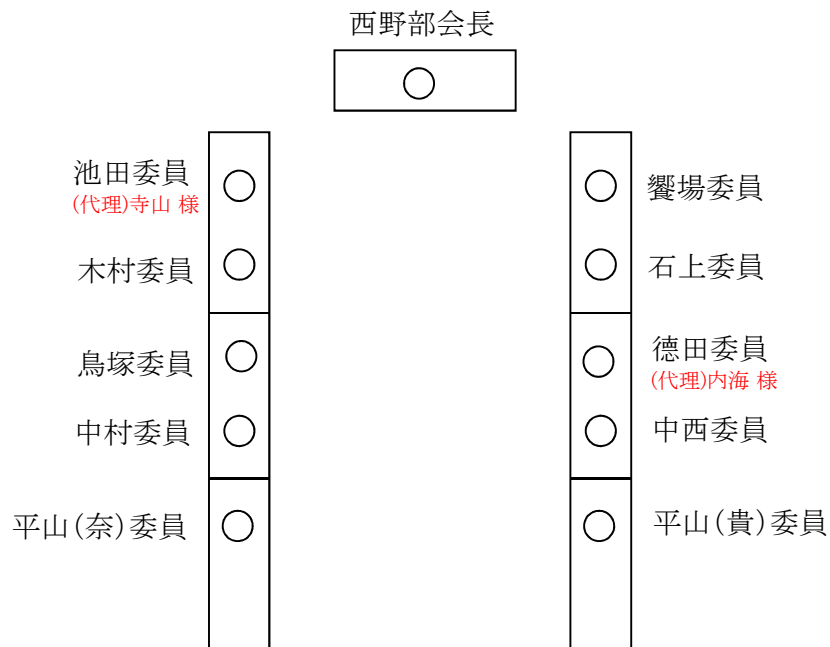 西野部会長
池田委員
(代理)寺山 様
木村委員
鳥塚委員
中村委員
平山(奈)委員
饗場委員
石上委員
德田委員
(代理)内海 様
中西委員
平山(貴)委員